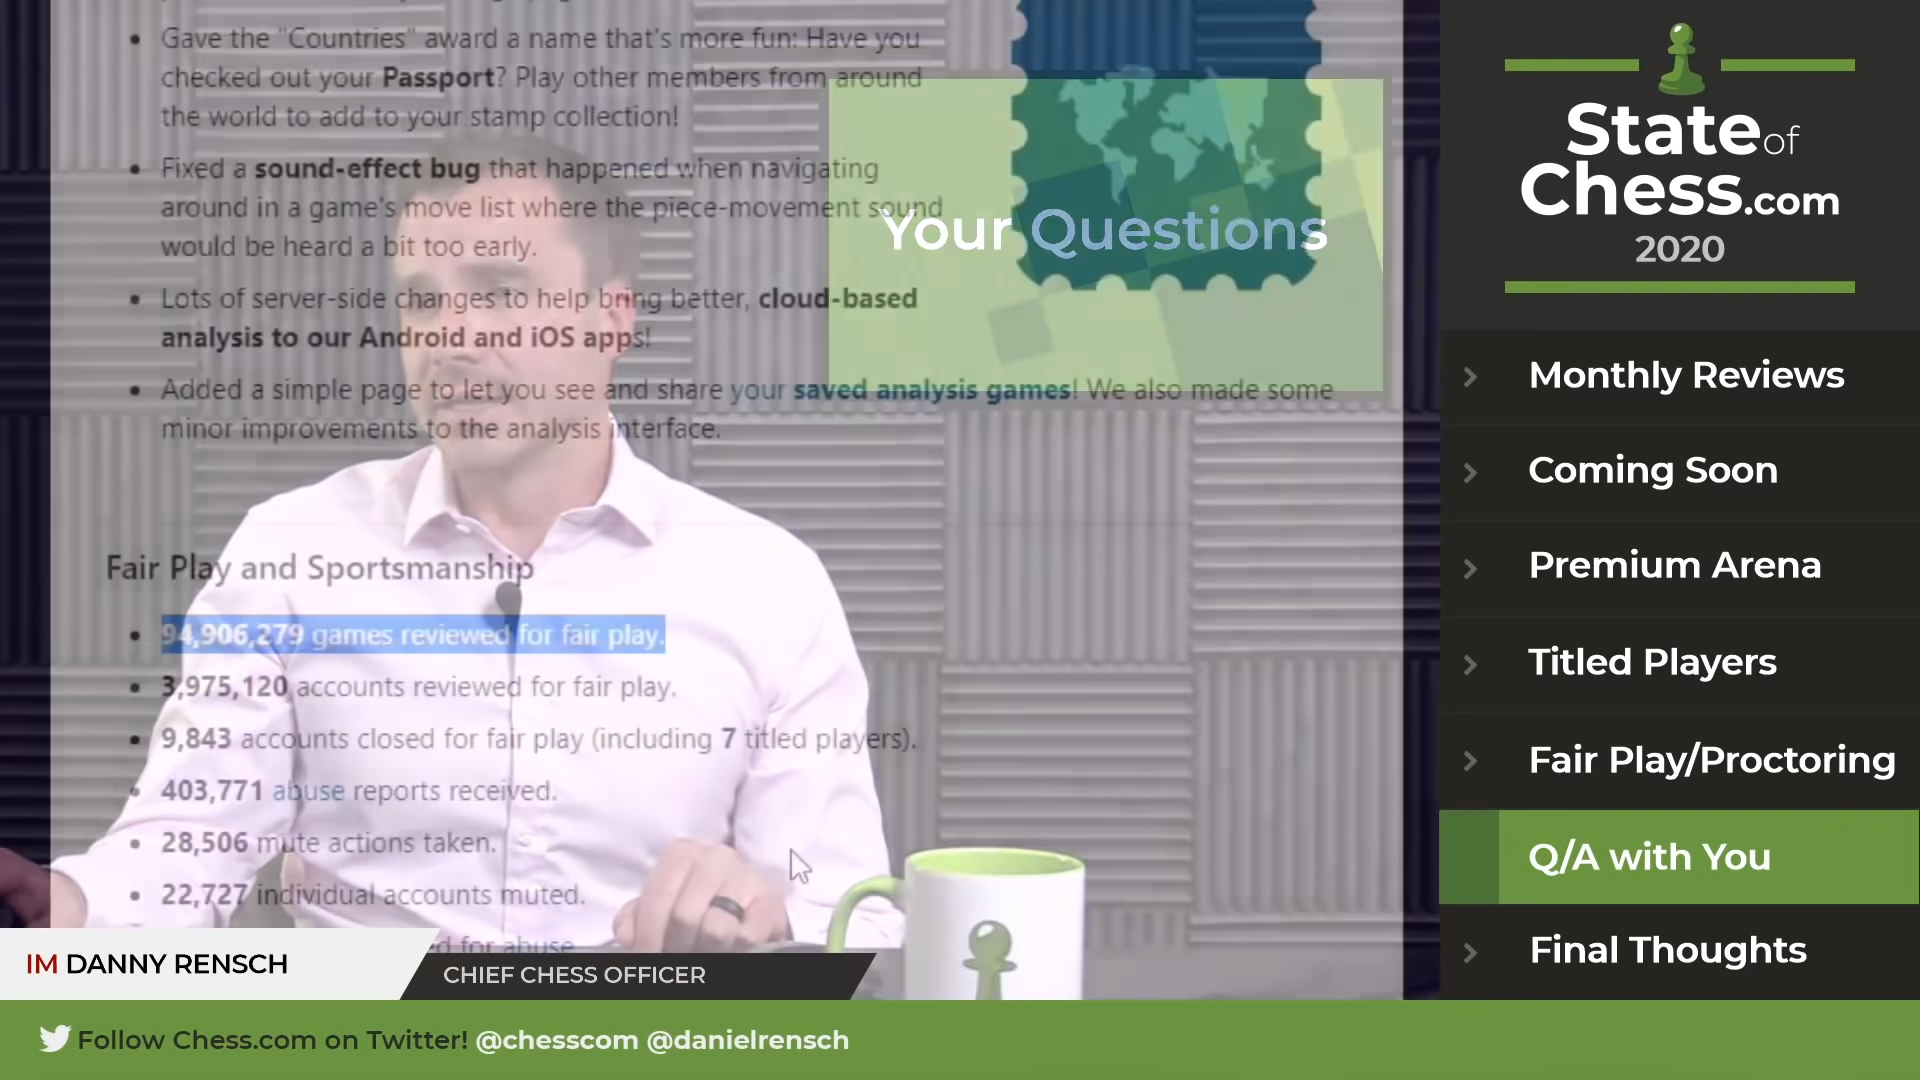 Gave the "Countries" award a name that's more fun: Have you
checked out your Passport? Play other members from around
the world to add to your stamp collection!
Fixed a sound-effect bug that happened when navigating
around in a game's move list where the piece-movement sound
would be heard a bit too early.
Lots of server-side changes to help bring better, cloud-based
analysis to our Android and iOS apps!
Added a simple page to let you see and share your saved analysis games! We also made some
minor improvements to the analysis interface.
Your Questions
Fair Play and Sportsmanship
94,906,279 games reviewed for fair play.
3,975,120 accounts reviewed for fair play.
9,843 accounts closed for fair play (including 7 titled players).
403,771 abuse reports received.
28,506 mute actions taken.
22,727 individual accounts muted.
for abuse
IM DANNY RENSCH
CHIEF CHESS OFFICER
Follow Chess.com on Twitter! @chesscom @danielrensch
State of
Chess.com
2020
Monthly Reviews
Coming Soon
Premium Arena
Titled Players
Fair Play/Proctoring
Q/A with You
Final Thoughts